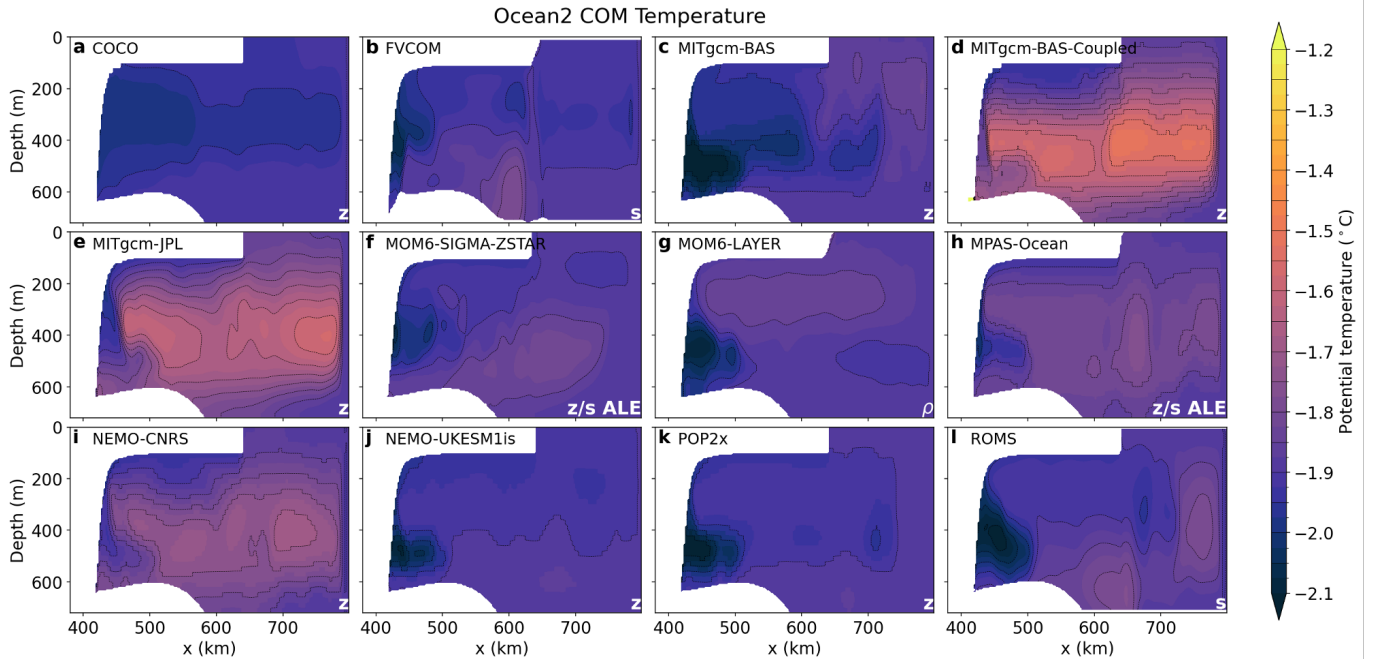 Ocean2 COM Temperature
a COCO
b FVCOM
c MITgcm-BAS
d MITgcm-BAS-Coupled
0
200
400
600
Depth (m)
z
s
z
z
e MITgcm-JPL
f MOM6-SIGMA-ZSTAR
g MOM6-LAYER
h MPAS-Ocean
0
200
400
600
Depth (m)
z
z/s ALE
ρ
z/s ALE
i NEMO-CNRS
j NEMO-UKESM1is
k POP2x
l ROMS
0
200
400
600
Depth (m)
z
z
z
s
400 500 600 700
400 500 600 700
400 500 600 700
400 500 600 700
x (km)
x (km)
x (km)
x (km)
−1.2
−1.3
−1.4
−1.5
−1.6
−1.7
−1.8
−1.9
−2.0
−2.1
Potential temperature (°C)